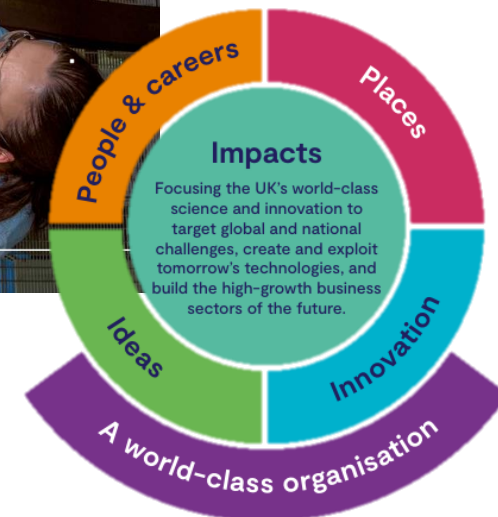 People & careers
Places
Impacts
Focusing the UK's world-class
science and innovation to
target global and national
challenges, create and exploit
tomorrow's technologies, and
build the high-growth business
sectors of the future.
Ideas
Innovation
A world-class organisation